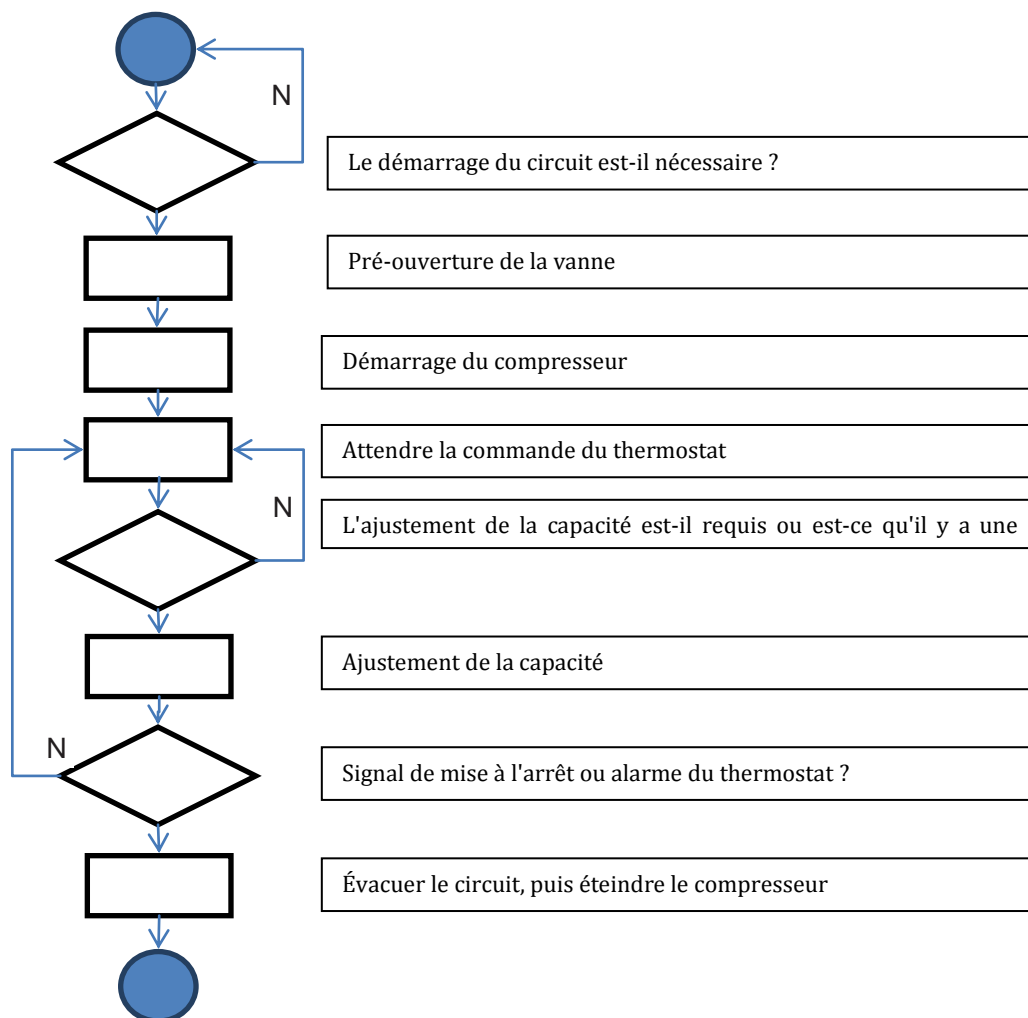 N
Le démarrage du circuit est-il nécessaire ?
Pré-ouverture de la vanne
Démarrage du compresseur
Attendre la commande du thermostat
N
L'ajustement de la capacité est-il requis ou est-ce qu'il y a une
Ajustement de la capacité
N
Signal de mise à l'arrêt ou alarme du thermostat ?
Évacuer le circuit, puis éteindre le compresseur